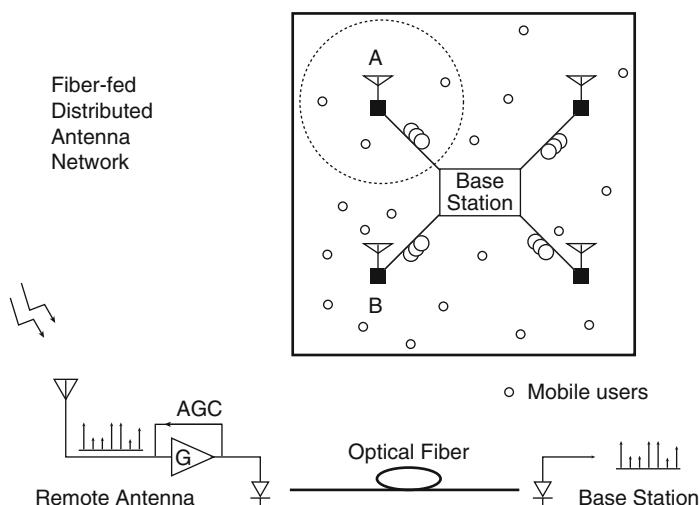 Fiber-fed
Distributed
Antenna
Network
A
Base
Station
B
Mobile users
AGC
G
Optical Fiber
Remote Antenna
Base Station